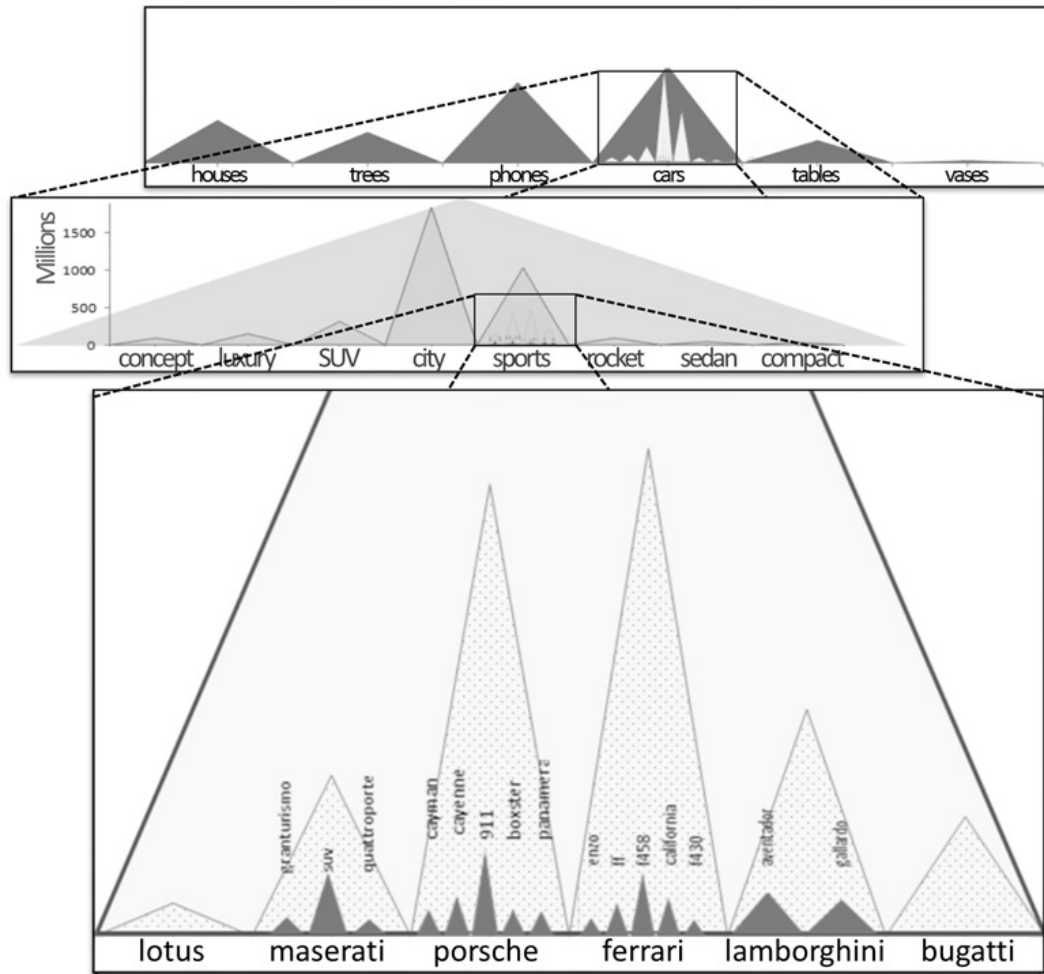 houses trees phones cars tables vases
Millions
1500
1000
500
0
concept luxury SUV city sports rocket sedan compact
granturismo
suv
quattroporte
cayman
cayenne
911
boxster
panamera
enzo
ff
f458
california
f430
aventador
gallardo
lotus maserati porsche ferrari lamborghini bugatti